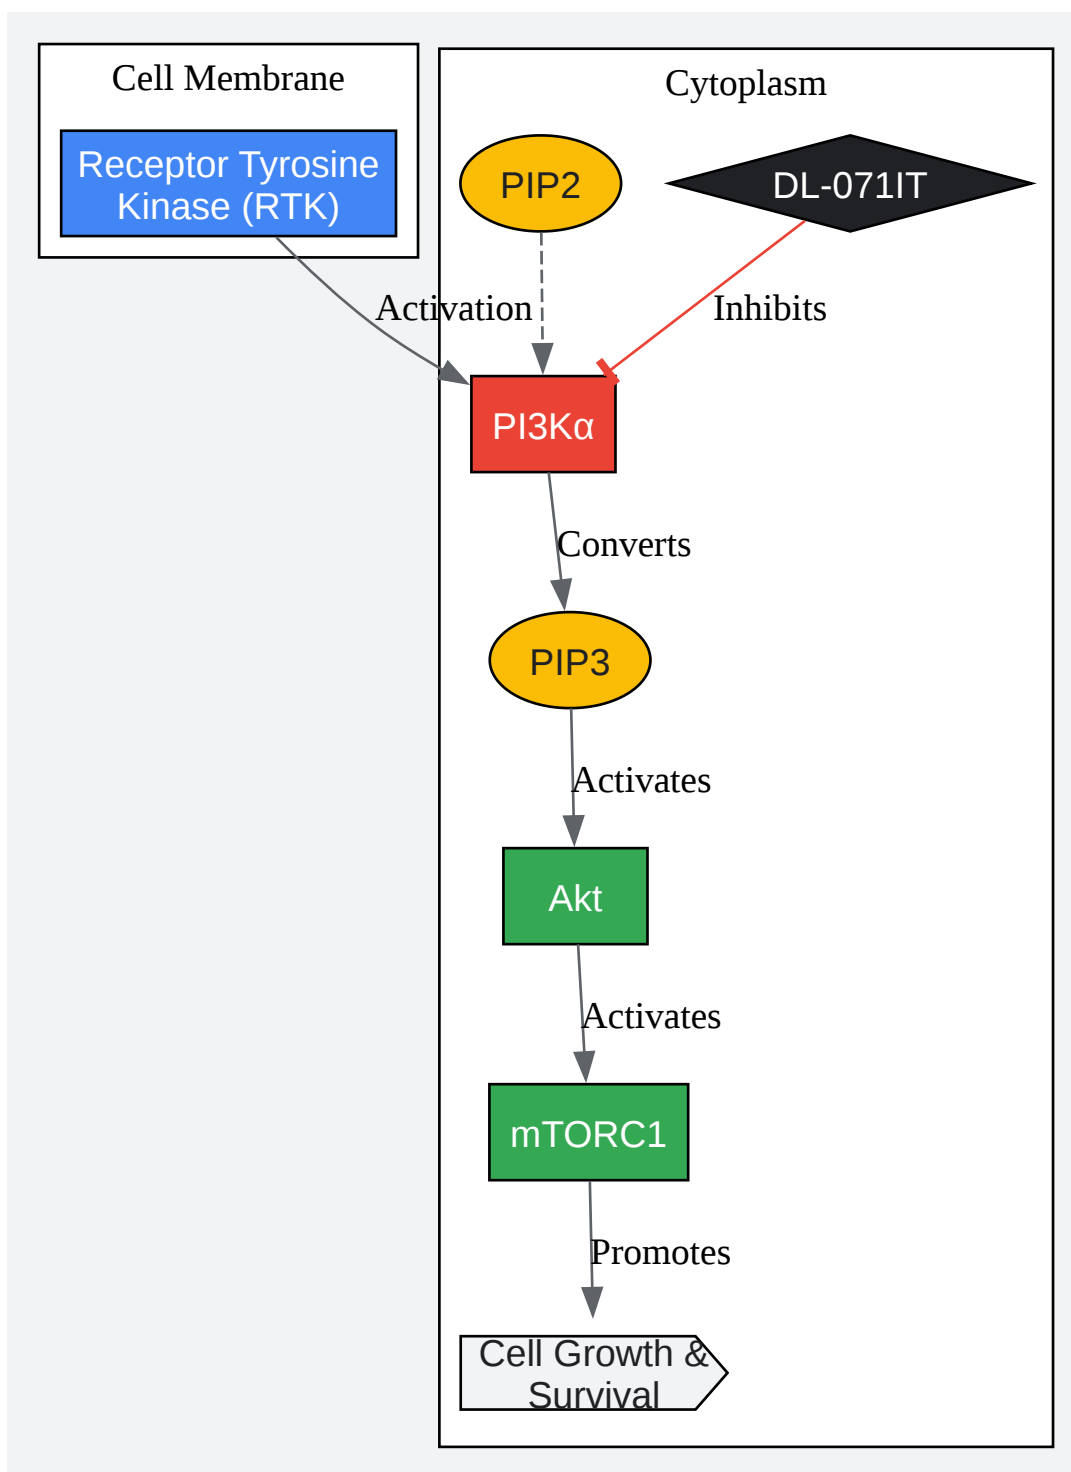 Cell Membrane
Receptor Tyrosine
Kinase (RTK)
Cytoplasm
PIP2
DL-071IT
Activation
Inhibits
PI3Kα
Converts
PIP3
Activates
Akt
Activates
mTORC1
Promotes
Cell Growth &
Survival